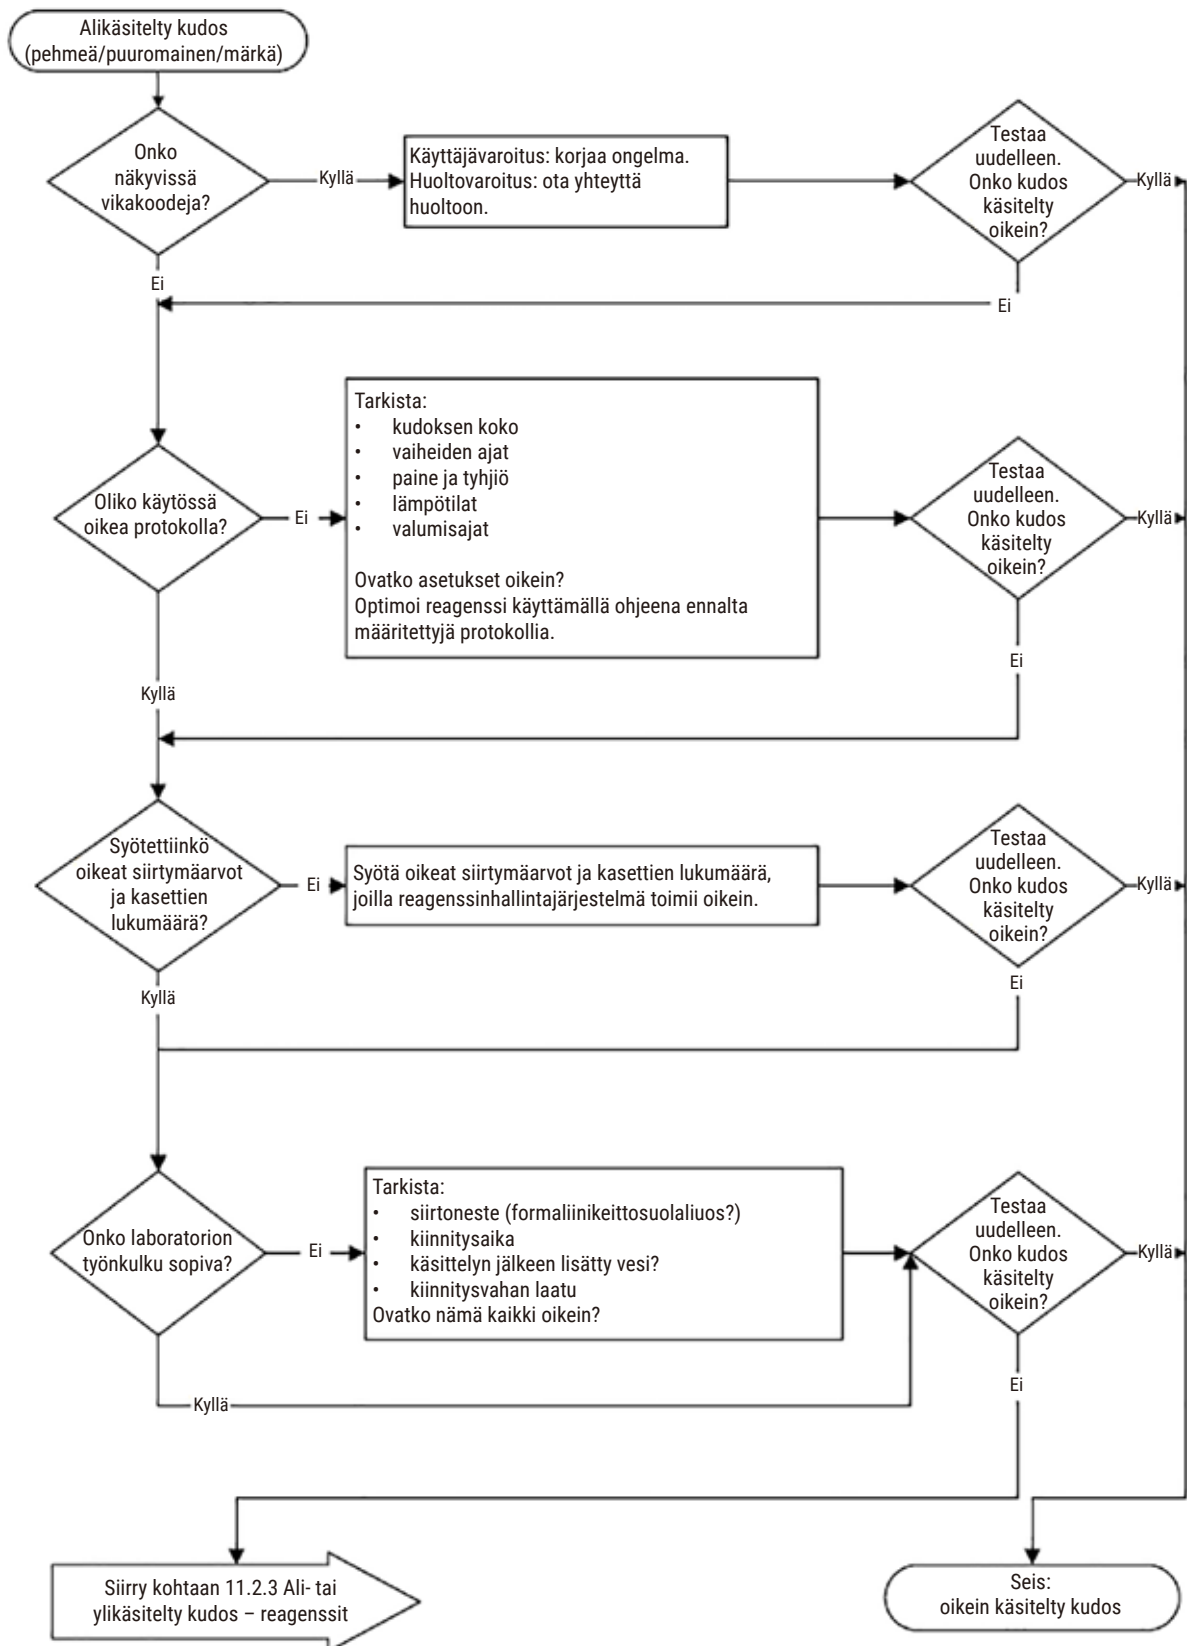 Alikäsitelty kudos
(pehmeä/puuromainen/märkä)
Onko
näkyvissä
vikakoodeja?
Kyllä
Käyttäjävaroitus: korjaa ongelma.
Huoltovaroitus: ota yhteyttä
huoltoon.
Testaa
uudelleen.
Onko kudos
käsitelty
oikein?
Kyllä
Ei
Ei
Oliko käytössä
oikea protokolla?
Ei
Tarkista:
• kudoksen koko
• vaiheiden ajat
• paine ja tyhjiö
• lämpötilat
• valumisajat
Ovatko asetukset oikein?
Optimoi reagenssi käyttämällä ohjeena ennalta
määritettyjä protokollia.
Testaa
uudelleen.
Onko kudos
käsitelty
oikein?
Kyllä
Ei
Kyllä
Syötettiinkö
oikeat siirtymäarvot
ja kasettien
lukumäärä?
Ei
Syötä oikeat siirtymäarvot ja kasettien lukumäärä,
joilla reagenssinhallintajärjestelmä toimii oikein.
Testaa
uudelleen.
Onko kudos
käsitelty
oikein?
Kyllä
Ei
Kyllä
Onko laboratorion
työnkulku sopiva?
Ei
Tarkista:
• siirtoneste (formaliinikeittosuolaliuos?)
• kiinnitysaika
• käsittelyn jälkeen lisätty vesi?
• kiinnitysvahan laatu
Ovatko nämä kaikki oikein?
Testaa
uudelleen.
Onko kudos
käsitelty
oikein?
Kyllä
Ei
Kyllä
Siirry kohtaan 11.2.3 Ali- tai
ylikäsitelty kudos – reagenssit
Seis:
oikein käsitelty kudos